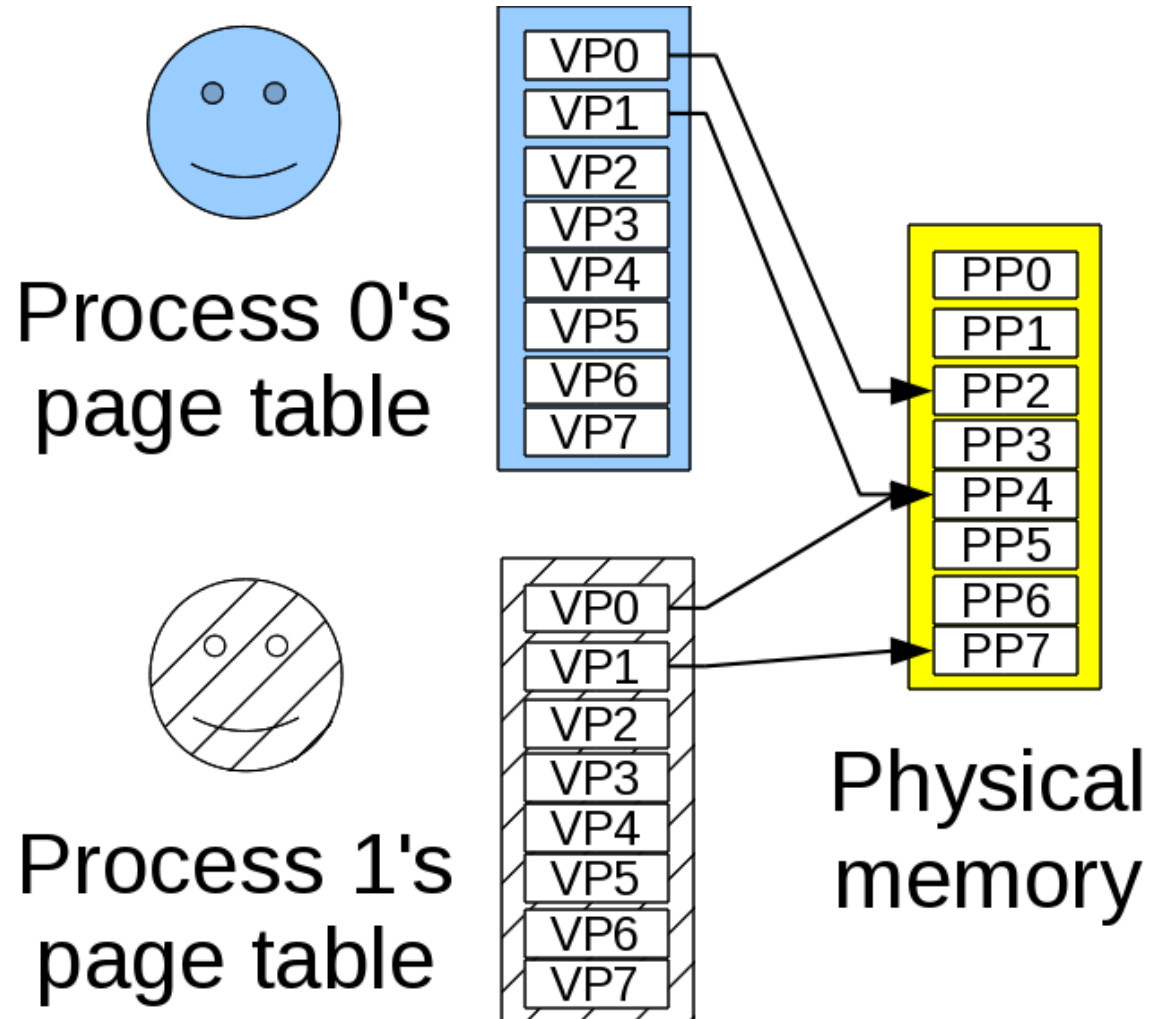 VP0
VP1
VP2
VP3
VP4
VP5
VP6
VP7
Process 0's
page table
PP0
PP1
PP2
PP3
PP4
PP5
PP6
PP7
Physical
memory
VP0
VP1
VP2
VP3
VP4
VP5
VP6
VP7
Process 1's
page table